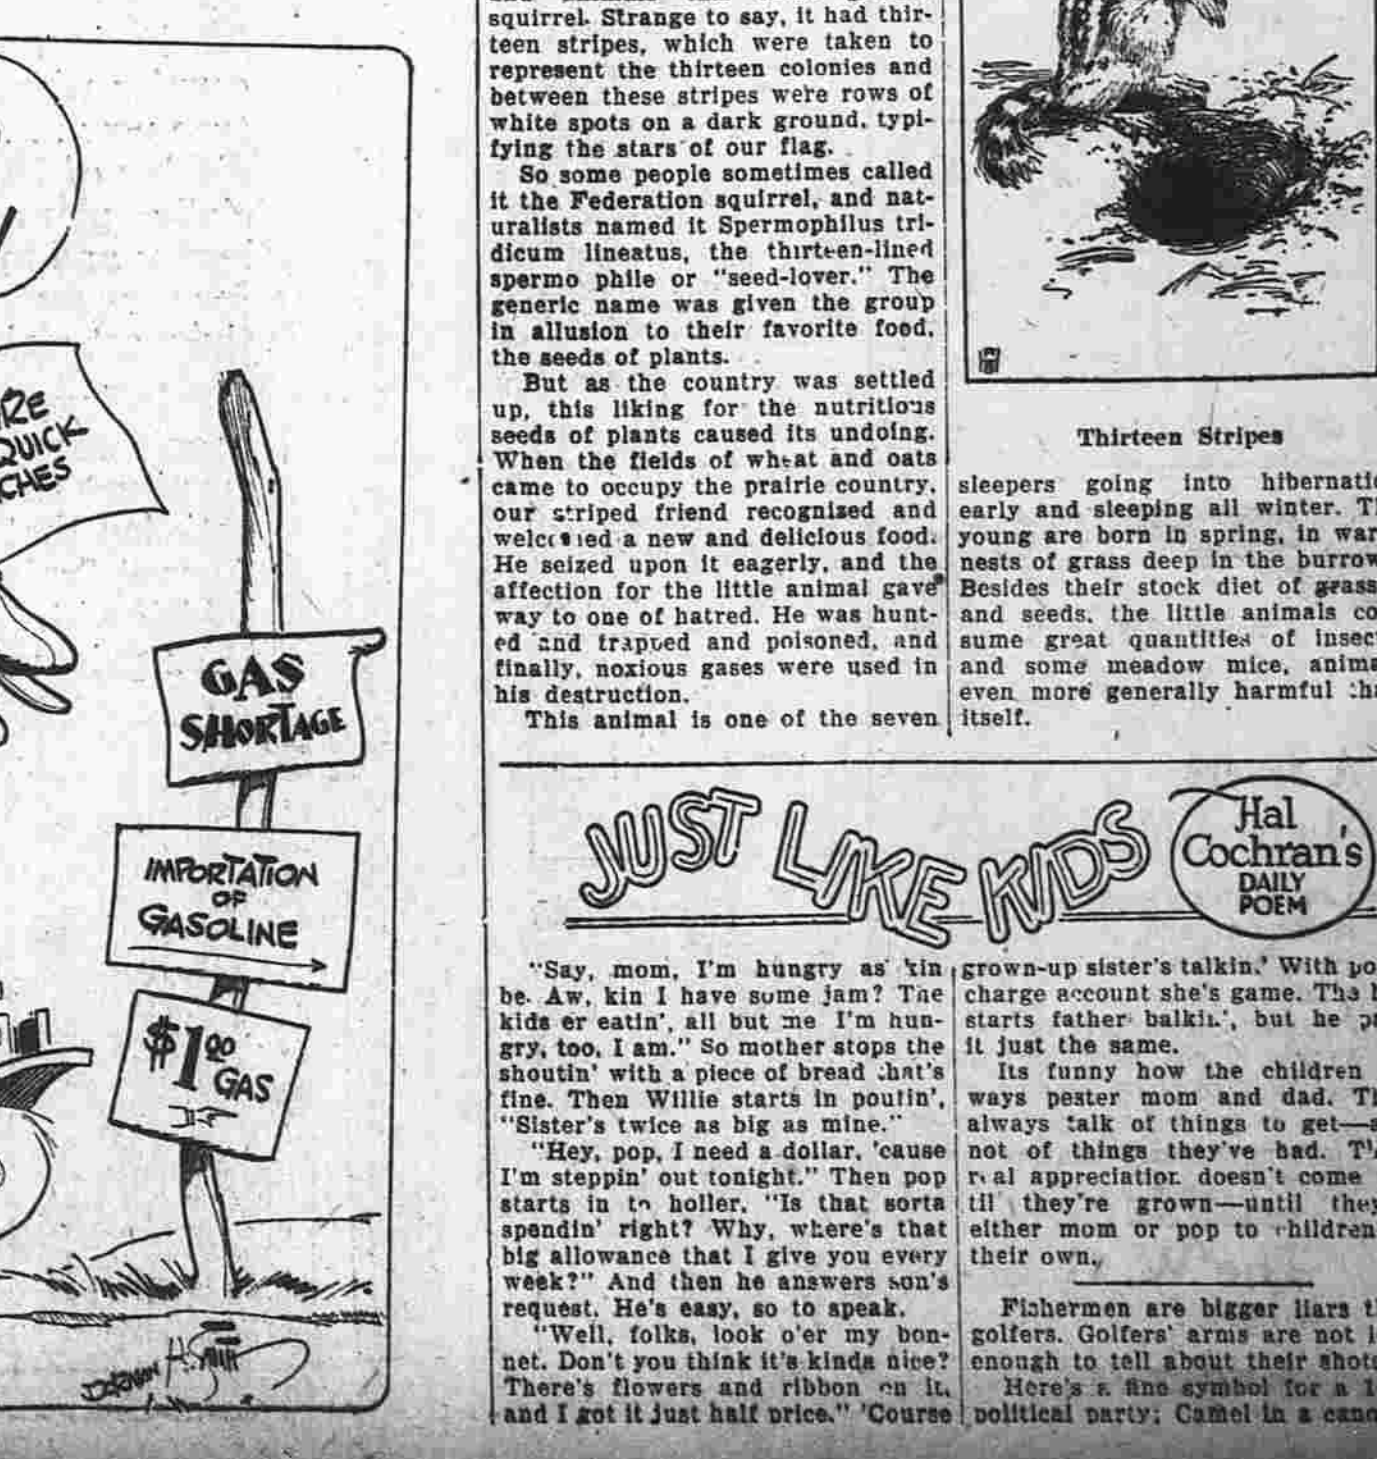 RE
QUICK
CHES
GAS
SHORTAGE
IMPORTATION
OF
GASOLINE
$1.00
GAS
squirrel. Strange to say, it had thir-
teen stripes, which were taken to
represent the thirteen colonies and
between these stripes were rows of
white spots on a dark ground, typi-
fying the stars of our flag.
So some people sometimes called
it the Federation squirrel, and nat-
uralists named it Spermophilus tri-
dicum lineatus, the thirteen-lined
spermo phile or "seed-lover." The
generic name was given the group
in allusion to their favorite food,
the seeds of plants.
But as the country was settled
up, this liking for the nutritious
seeds of plants caused its undoing.
When the fields of wheat and oats
came to occupy the prairie country,
our striped friend recognized and
welcomed a new and delicious food.
He seized upon it eagerly, and the
affection for the little animal gave
way to one of hatred. He was hunt-
ed and trapped and poisoned, and
finally, noxious gases were used in
his destruction.
This animal is one of the seven
Thirteen Stripes
sleepers going into hibernatio
early and sleeping all winter. T
young are born in spring, in war
nests of grass deep in the burrow
Besides their stock diet of grass
and seeds, the little animals co
sume great quantities of insec
and some meadow mice, anima
even more generally harmful tha
itself.
JUST LIKE KIDS
Hal
Cochran's
DAILY
POEM
"Say, mom, I'm hungry as kin
be. Aw, kin I have some jam? The
kids er eatin', all but me I'm hun-
gry, too, I am." So mother stops the
shoutin' with a piece of bread that's
fine. Then Willie starts in poutin',
"Sister's twice as big as mine."
"Hey, pop, I need a dollar, 'cause
I'm steppin' out tonight." Then pop
starts in to holler, "Is that sorta
spendin' right? Why, where's that
big allowance that I give you every
week?" And then he answers son's
request. He's easy, so to speak.
"Well, folks, look o'er my bon-
net. Don't you think it's kinda nice?
There's flowers and ribbon on it,
and I got it just half price." 'Course
grown-up sister's talkin.' With po
charge account she's game. The
starts father balkin', but he pa
it just the same.
Its funny how the children
ways pester mom and dad. T
always talk of things to get—a
not of things they've had. Th
real appreciation doesn't come
til they're grown—until they
either mom or pop to children
their own.
Fishermen are bigger liars t
golfers. Golfers' arms are not l
enough to tell about their shots
Here's a fine symbol for a
political party: Camel in a cano